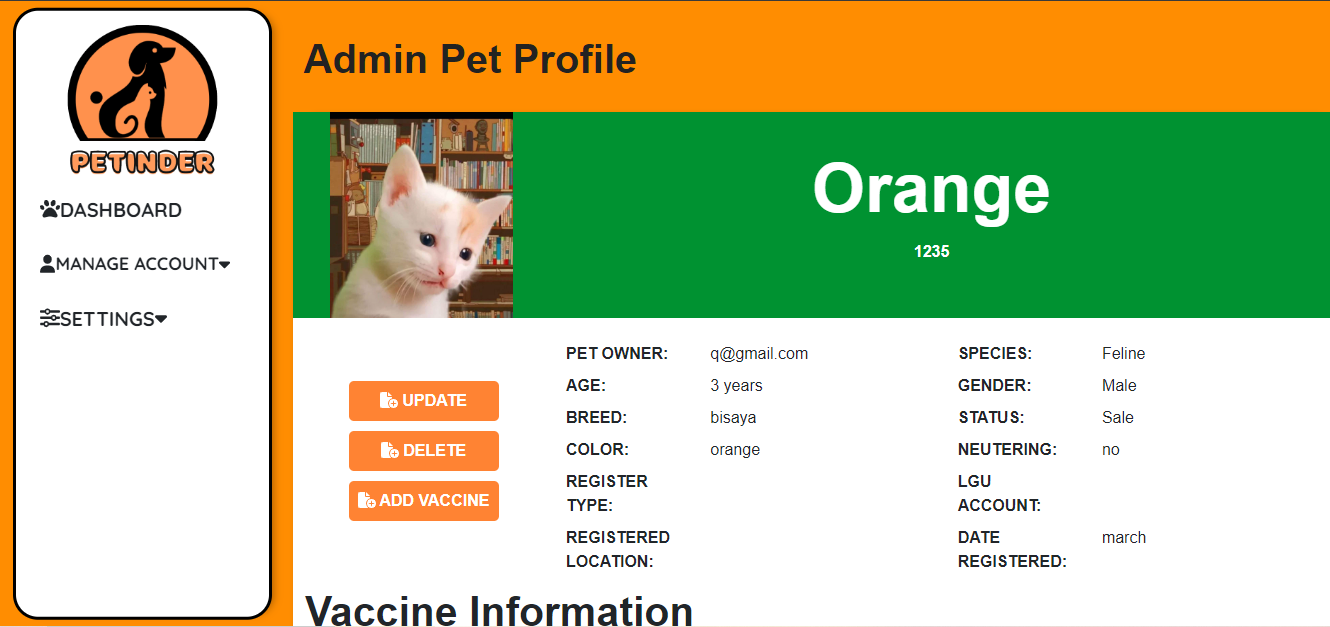 PETINDER
DASHBOARD
MANAGE ACCOUNT
SETTINGS
Admin Pet Profile
Orange
1235
UPDATE
DELETE
ADD VACCINE
PET OWNER: q@gmail.com
AGE: 3 years
BREED: bisaya
COLOR: orange
REGISTER
TYPE:
REGISTERED
LOCATION:
SPECIES: Feline
GENDER: Male
STATUS: Sale
NEUTERING: no
LGU
ACCOUNT:
DATE march
REGISTERED:
Vaccine Information